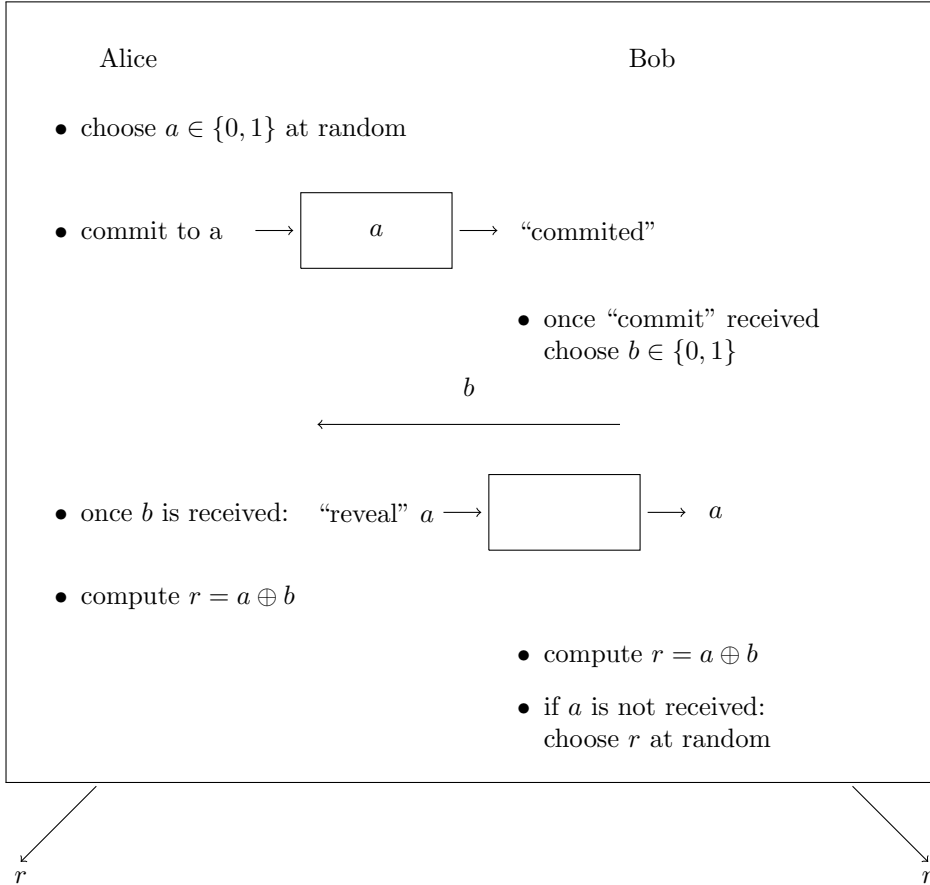 Alice
Bob
• choose a ∈ {0, 1} at random
• commit to a
a
“commited”
• once “commit” received
choose b ∈ {0, 1}
b
• once b is received: “reveal” a
a
• compute r = a ⊕ b
• compute r = a ⊕ b
• if a is not received:
choose r at random
r
r